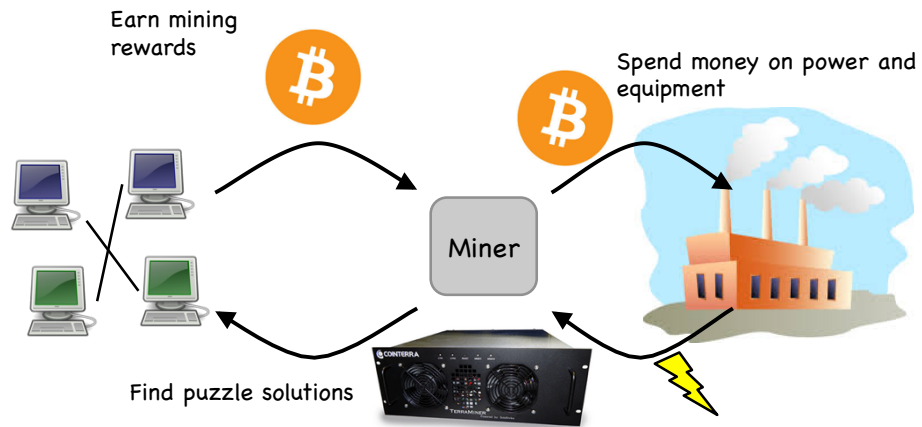 Earn mining
rewards
Spend money on power and
equipment
Miner
COINTERRA
TERRAMINER
Find puzzle solutions